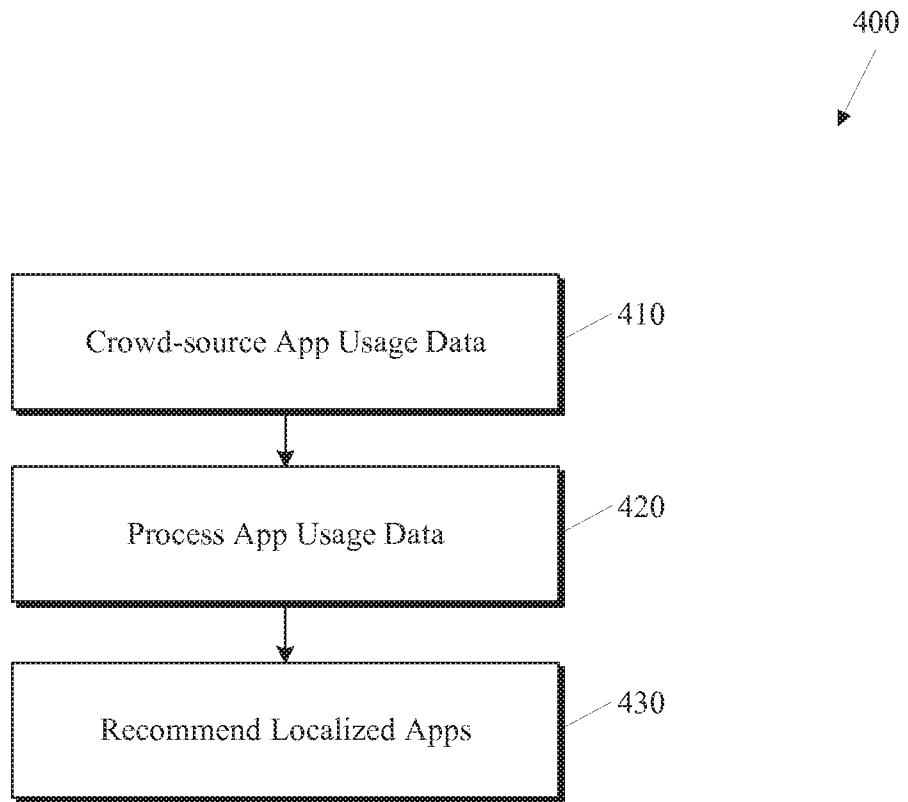 400
Crowd-source App Usage Data
410
Process App Usage Data
420
Recommend Localized Apps
430